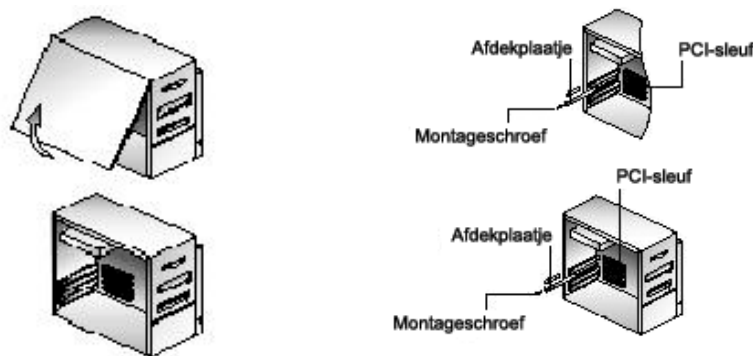 Afdekplaatje
PCI-sleuf
Montageschroef
PCI-sleuf
Afdekplaatje
Montageschroef